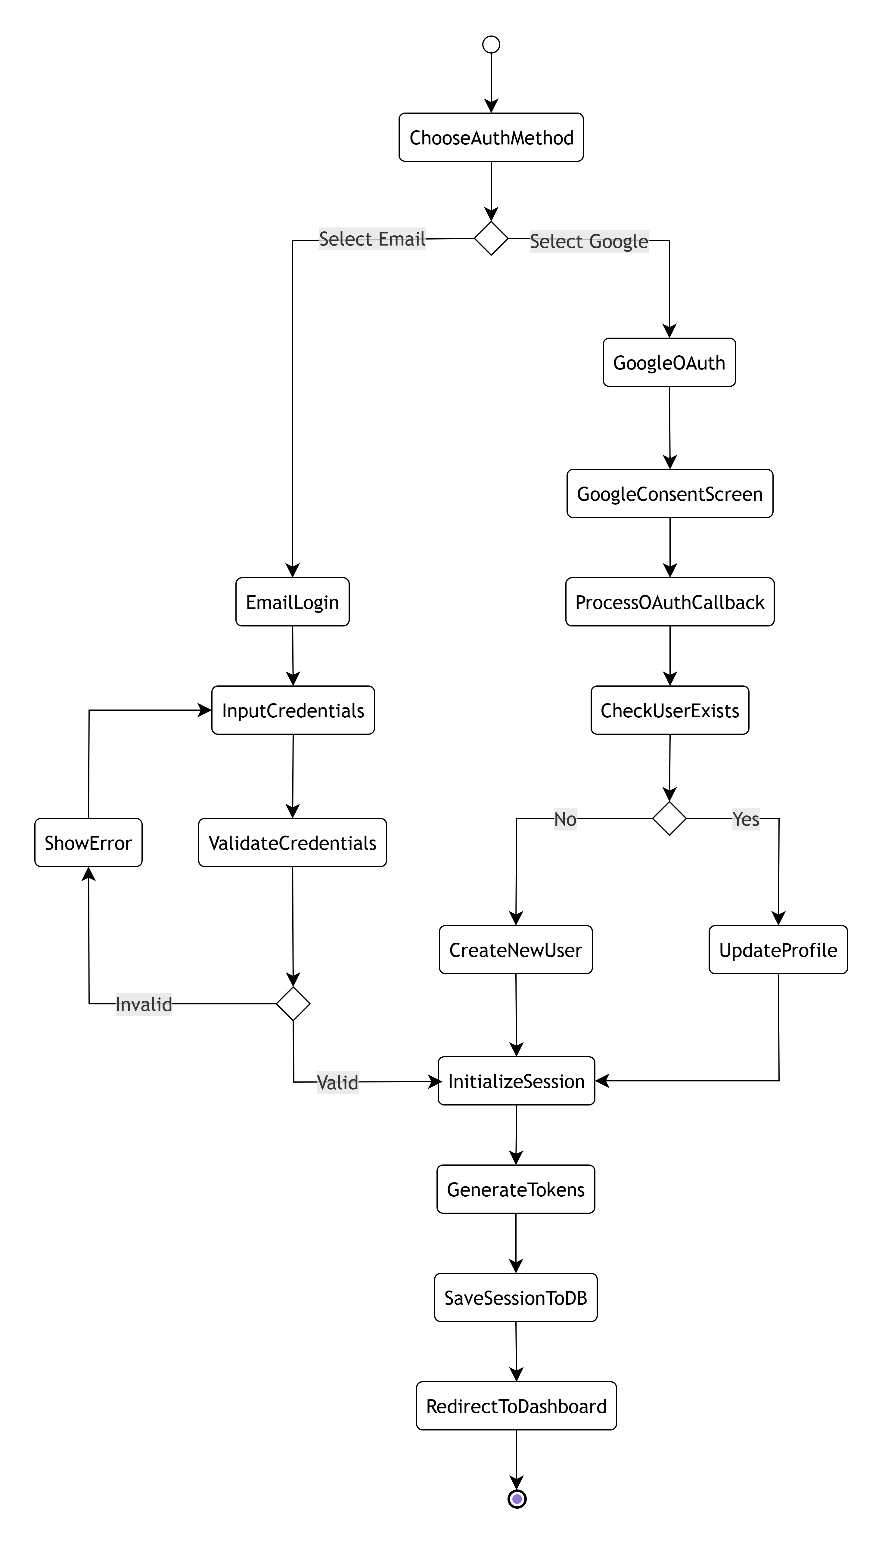 ChooseAuthMethod
Select Email
Select Google
GoogleOAuth
GoogleConsentScreen
EmailLogin
ProcessOAuthCallback
InputCredentials
CheckUserExists
No
Yes
ShowError
ValidateCredentials
CreateNewUser
UpdateProfile
Invalid
Valid
InitializeSession
GenerateTokens
SaveSessionToDB
RedirectToDashboard